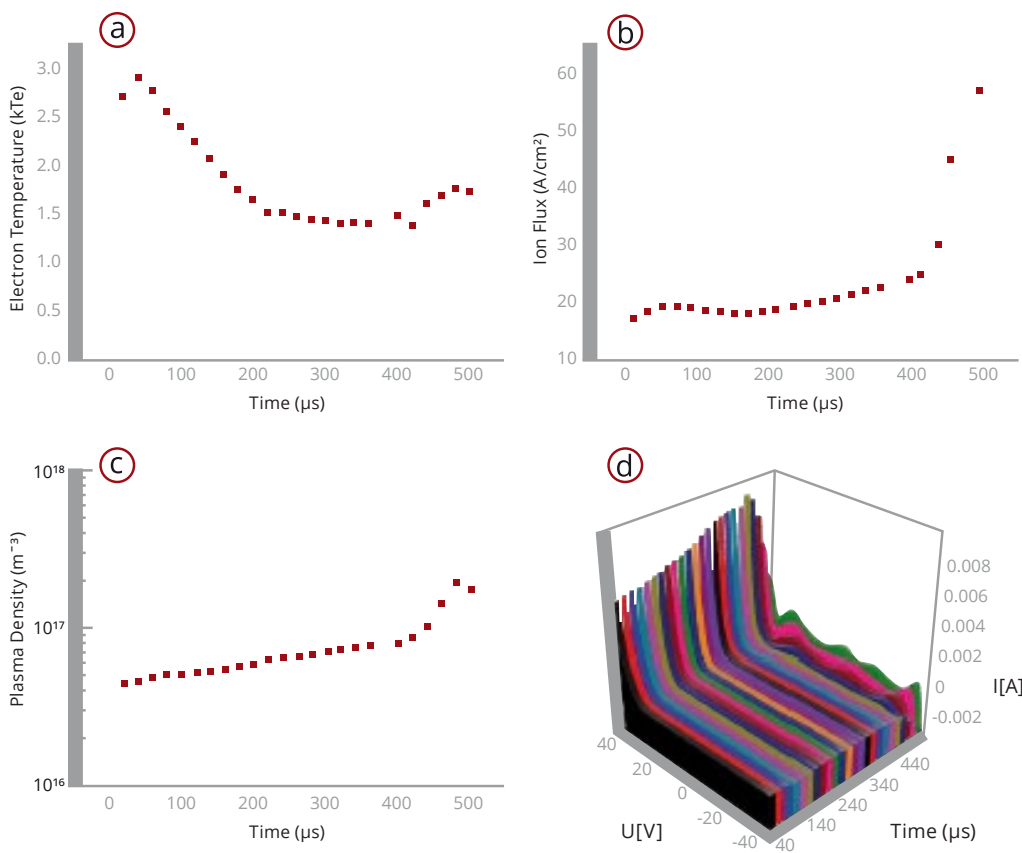 a
Electron Temperature (kTe)
3.0
2.5
2.0
1.5
1.0
0.5
0.0
0 100 200 300 400 500
Time (μs)
b
Ion Flux (A/cm²)
60
50
40
30
20
10
0 100 200 300 400 500
Time (μs)
c
Plasma Density (m⁻³)
10¹⁸
10¹⁷
10¹⁶
0 100 200 300 400 500
Time (μs)
d
0.008
0.006
0.004
0.002
0
-0.002
I[A]
40
20
0
-20
-40
U[V]
40
140
240
340
440
Time (μs)